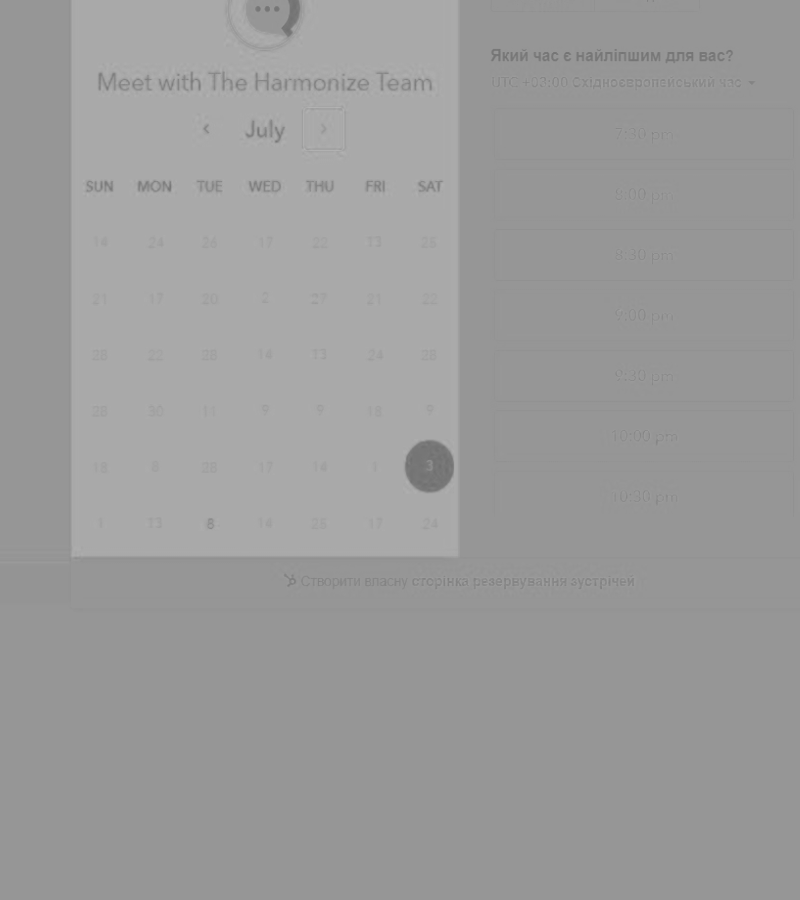 Meet with The Harmonize Team
July
SUN MON TUE WED THU FRI SAT
14 24 26 17 22 13 25
21 17 20 2 27 21 22
28 22 28 14 13 24 28
28 30 11 9 9 18 9
18 8 28 17 14 1 3
1 13 8 14 28 17 24
Який час є найліпшим для вас?
UTC +03:00 Східноєвропейський час
7:30 pm
8:00 pm
8:30 pm
9:00 pm
9:30 pm
10:00 pm
10:30 pm
Створити власну сторінка резервування зустрічей